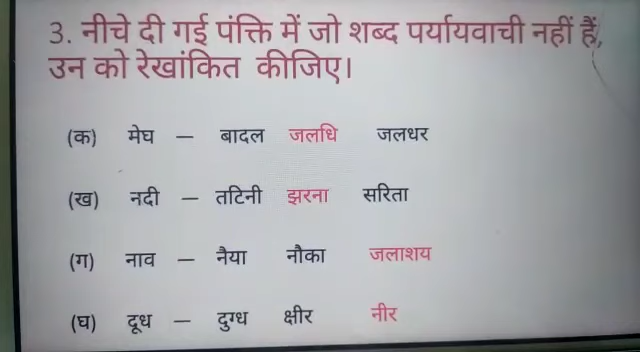 3. नीचे दी गई पंक्ति में जो शब्द पर्यायवाची नहीं हैं,
उन को रेखांकित कीजिए।
(क) मेघ — बादल जलधि जलधर
(ख) नदी — तटिनी झरना सरिता
(ग) नाव — नैया नौका जलाशय
(घ) दूध — दुग्ध क्षीर नीर